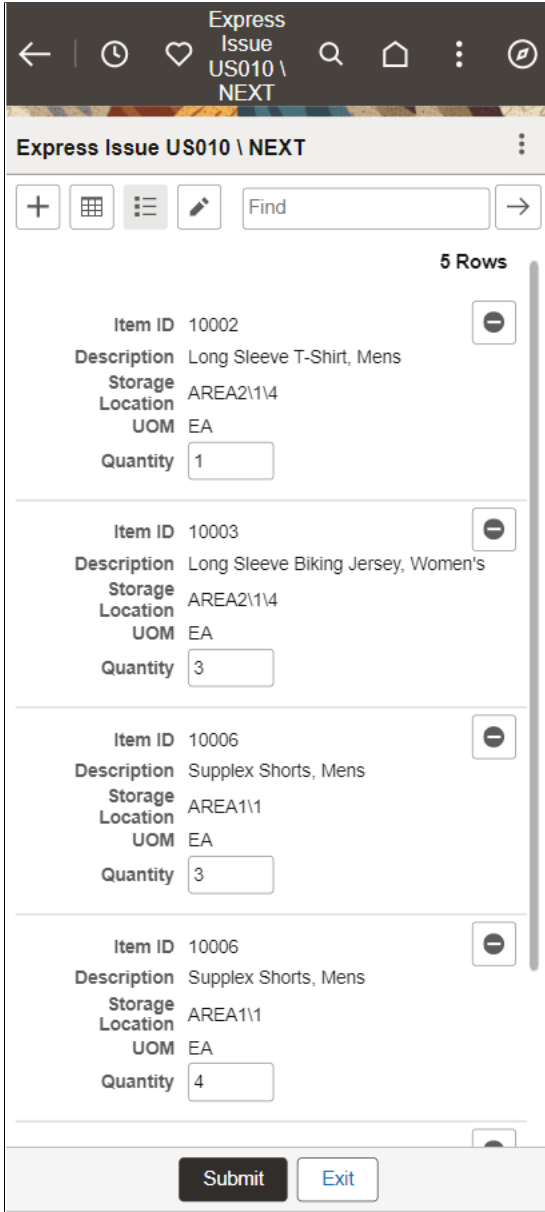 Express
Issue
US010 \
NEXT
Express Issue US010 \ NEXT
Find
5 Rows
Item ID 10002
Description Long Sleeve T-Shirt, Mens
Storage
Location AREA2\1\4
UOM EA
Quantity 1
Item ID 10003
Description Long Sleeve Biking Jersey, Women's
Storage
Location AREA2\1\4
UOM EA
Quantity 3
Item ID 10006
Description Supplex Shorts, Mens
Storage
Location AREA1\1
UOM EA
Quantity 3
Item ID 10006
Description Supplex Shorts, Mens
Storage
Location AREA1\1
UOM EA
Quantity 4
Submit Exit